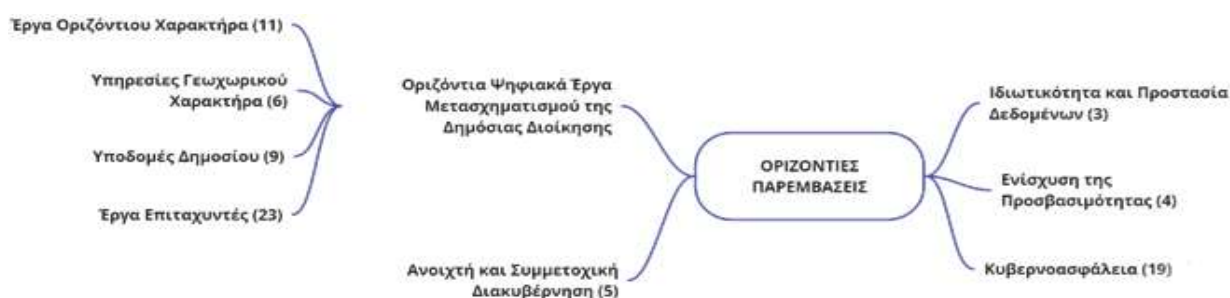 Έργα Οριζόντιου Χαρακτήρα (11)
Υπηρεσίες Γεωχωρικού
Χαρακτήρα (6)
Υποδομές Δημοσίου (9)
Έργα Επιταχυντές (23)
Οριζόντια Ψηφιακά Έργα
Μετασχηματισμού της
Δημόσιας Διοίκησης
Ανοιχτή και Συμμετοχική
Διακυβέρνηση (5)
ΟΡΙΖΟΝΤΙΕΣ
ΠΑΡΕΜΒΑΣΕΙΣ
Ιδιωτικότητα και Προστασία
Δεδομένων (3)
Ενίσχυση της
Προσβασιμότητας (4)
Κυβερνοασφάλεια (19)